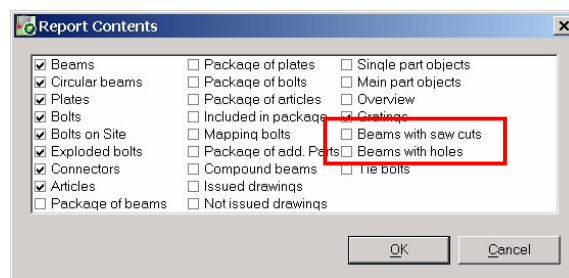 Report Contents
Beams
Circular beams
Plates
Bolts
Bolts on Site
Exploded bolts
Connectors
Articles
Package of beams
Package of plates
Package of bolts
Package of articles
Included in package
Mapping bolts
Package of add. Parts
Compound beams
Issued drawings
Not issued drawings
Single part objects
Main part objects
Overview
Gratings
Beams with saw cuts
Beams with holes
Tie bolts
OK
Cancel